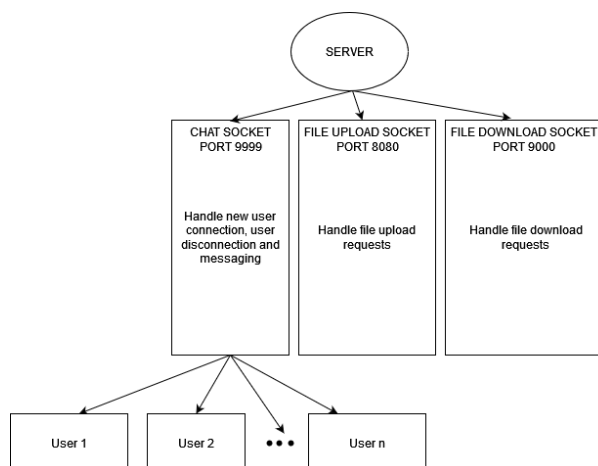 SERVER
CHAT SOCKET
PORT 9999
Handle new user
connection, user
disconnection and
messaging
FILE UPLOAD SOCKET
PORT 8080
Handle file upload
requests
FILE DOWNLOAD SOCKET
PORT 9000
Handle file download
requests
User 1
User 2
•••
User n